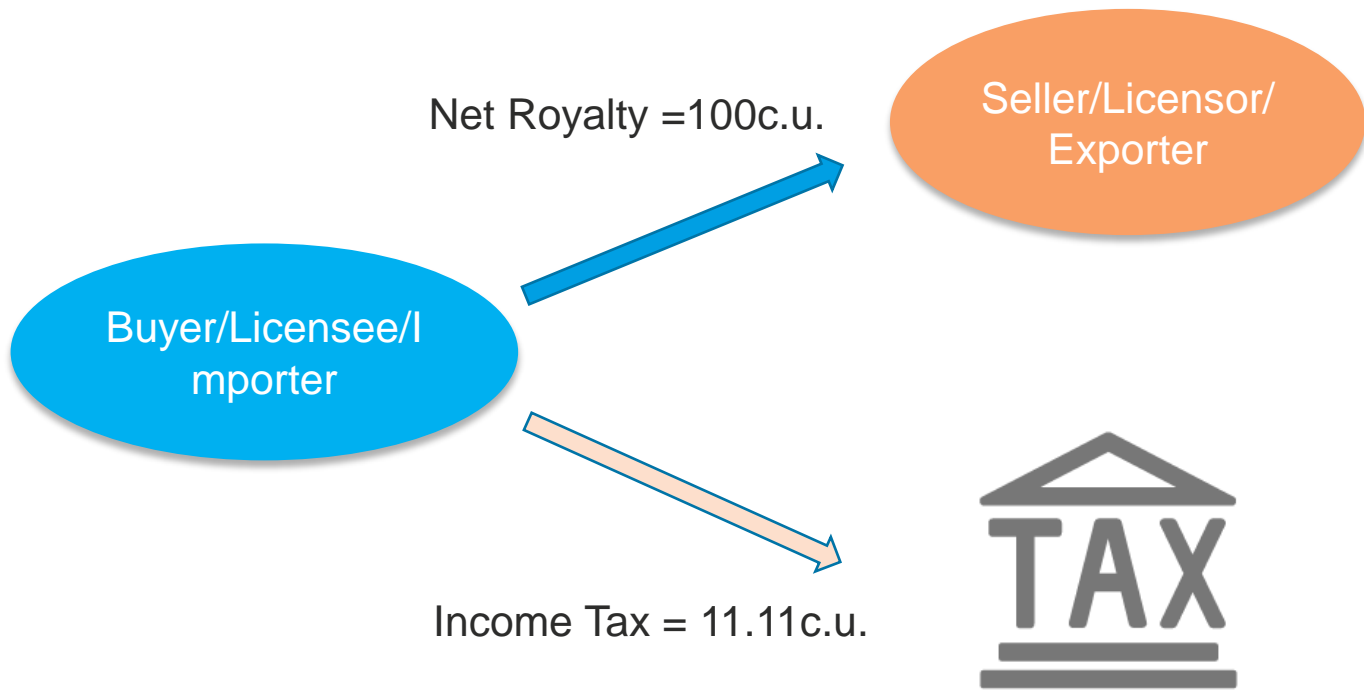 Net Royalty =100c.u.
Seller/Licensor/
Exporter
Buyer/Licensee/I
mporter
TAX
Income Tax = 11.11c.u.